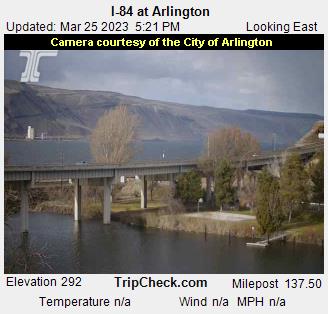 I-84 at Arlington
Updated: Mar 25 2023 5:21 PM Looking East
Camera courtesy of the City of Arlington
Elevation 292 TripCheck.com Milepost 137.50
Temperature n/a Wind n/a MPH n/a